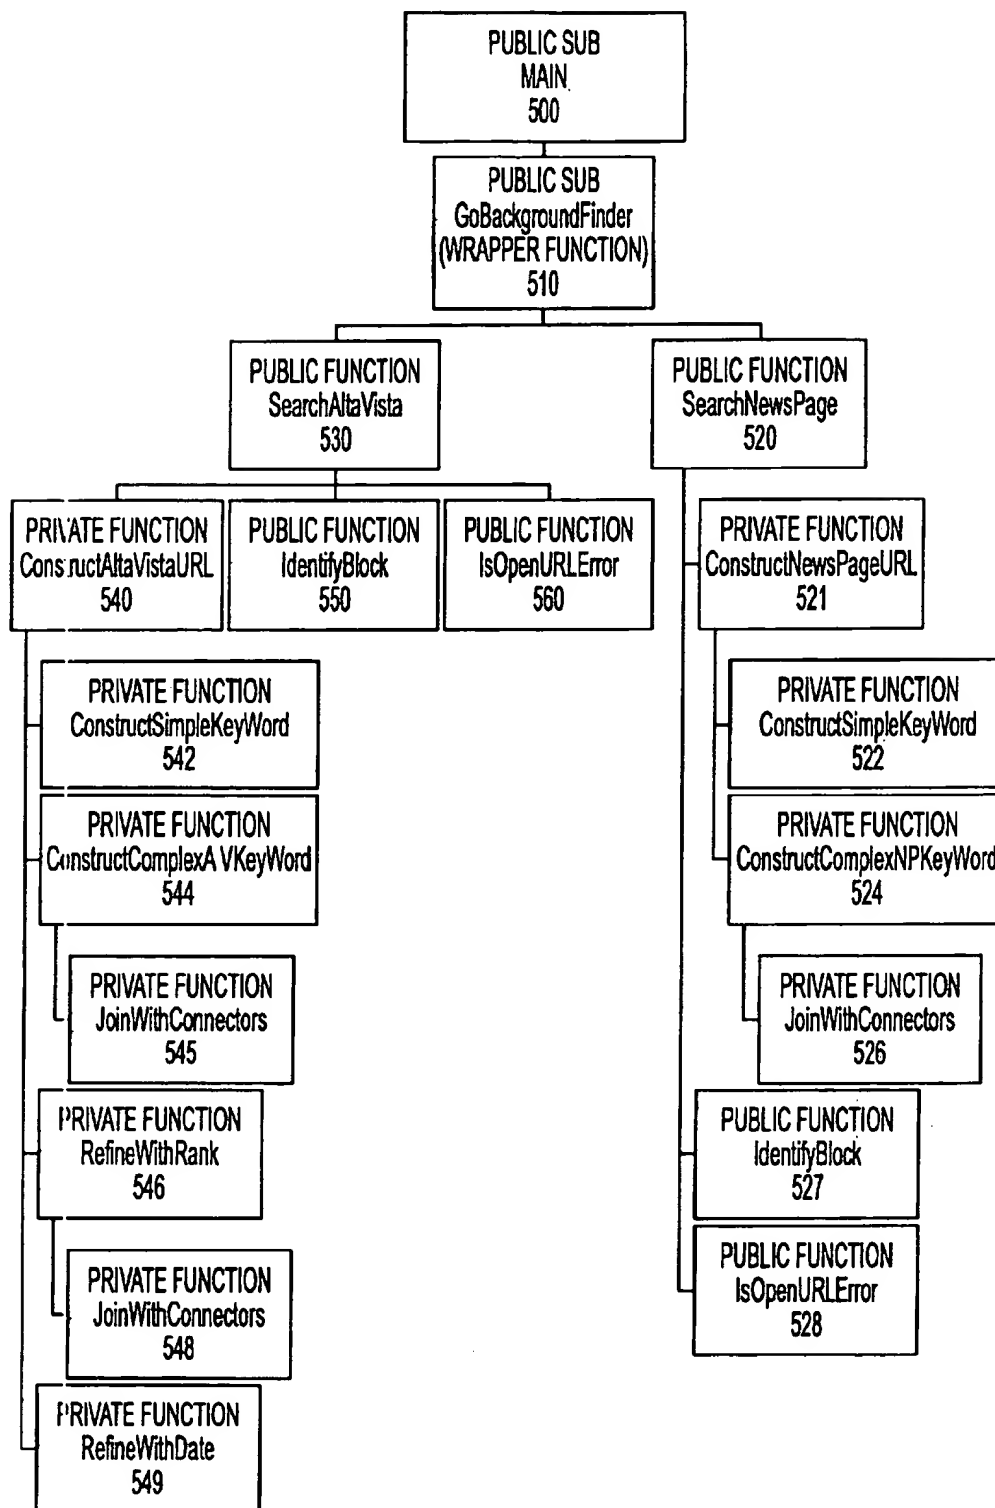 PUBLIC SUB
MAIN
500
PUBLIC SUB
GoBackgroundFinder
(WRAPPER FUNCTION)
510
PUBLIC FUNCTION
SearchAltaVista
530
PUBLIC FUNCTION
SearchNewsPage
520
PRIVATE FUNCTION
ConstructAltaVistaURL
540
PUBLIC FUNCTION
IdentifyBlock
550
PUBLIC FUNCTION
IsOpenURLError
560
PRIVATE FUNCTION
ConstructNewsPageURL
521
PRIVATE FUNCTION
ConstructSimpleKeyWord
542
PRIVATE FUNCTION
ConstructSimpleKeyWord
522
PRIVATE FUNCTION
ConstructComplexA VKeyWord
544
PRIVATE FUNCTION
ConstructComplexNPKeyWord
524
PRIVATE FUNCTION
JoinWithConnectors
545
PRIVATE FUNCTION
JoinWithConnectors
526
PRIVATE FUNCTION
RefineWithRank
546
PUBLIC FUNCTION
IdentifyBlock
527
PRIVATE FUNCTION
JoinWithConnectors
548
PUBLIC FUNCTION
IsOpenURLError
528
PRIVATE FUNCTION
RefineWithDate
549